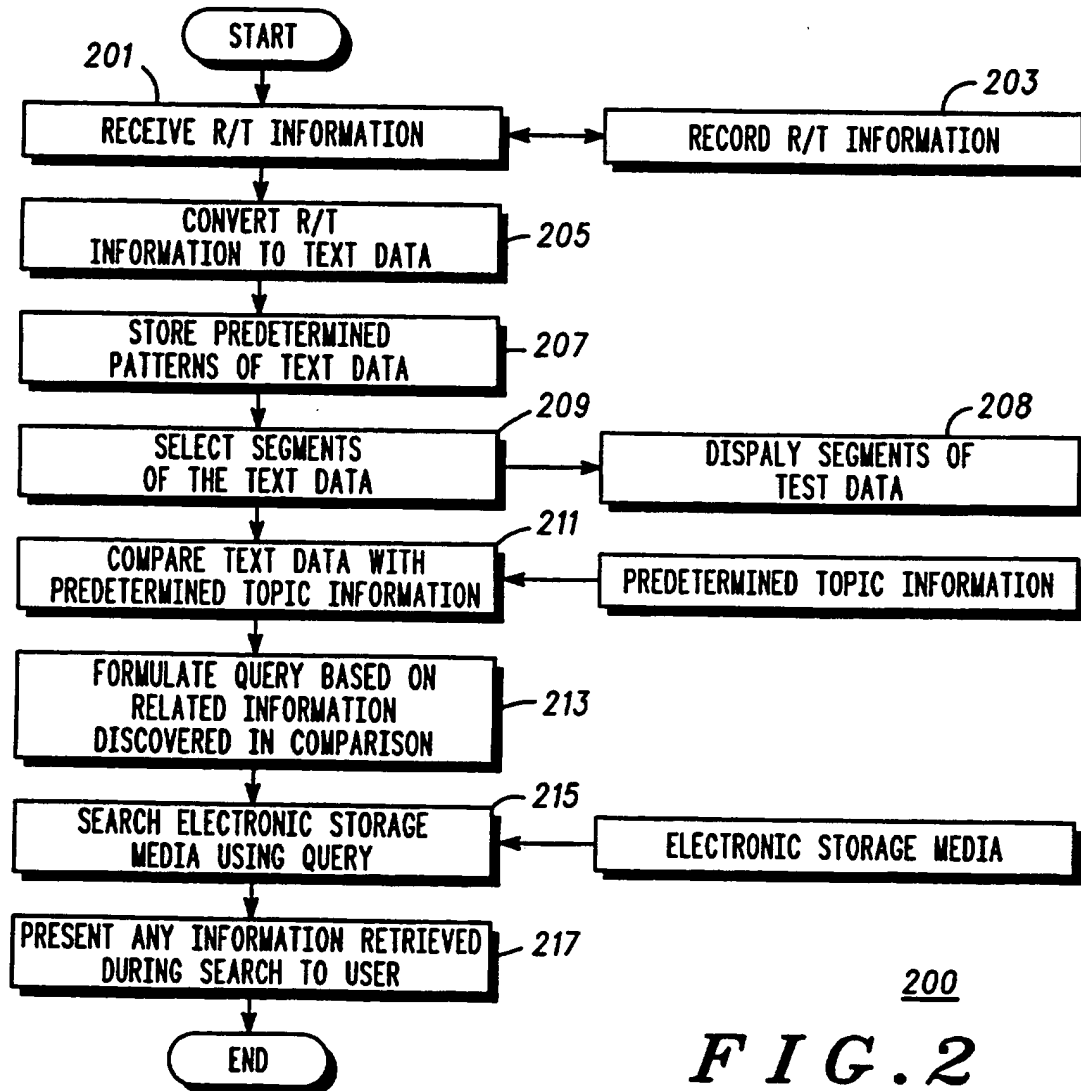 START
201
RECEIVE R/T INFORMATION
203
RECORD R/T INFORMATION
CONVERT R/T
INFORMATION TO TEXT DATA
205
STORE PREDETERMINED
PATTERNS OF TEXT DATA
207
209
SELECT SEGMENTS
OF THE TEXT DATA
208
DISPALY SEGMENTS OF
TEST DATA
211
COMPARE TEXT DATA WITH
PREDETERMINED TOPIC INFORMATION
PREDETERMINED TOPIC INFORMATION
FORMULATE QUERY BASED ON
RELATED INFORMATION
DISCOVERED IN COMPARISON
213
215
SEARCH ELECTRONIC STORAGE
MEDIA USING QUERY
ELECTRONIC STORAGE MEDIA
PRESENT ANY INFORMATION RETRIEVED
DURING SEARCH TO USER
217
END
200
FIG.2